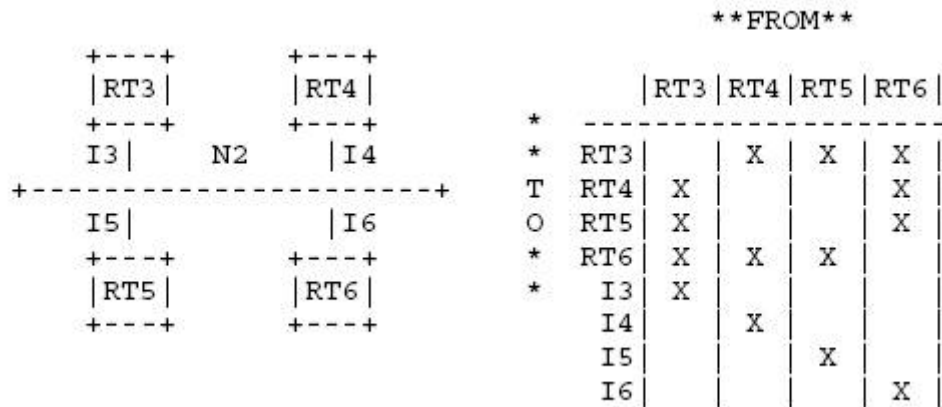 **FROM**
+---+ +---+
|RT3| |RT4| |RT3|RT4|RT5|RT6|
+---+ +---+ * ---------------------
I3| N2 |I4 * RT3| | X | X | X |
+-----------------------+ T RT4| X | | | X |
I5| |I6 O RT5| X | | | X |
+---+ +---+ * RT6| X | X | X | |
|RT5| |RT6| * I3| X | | | |
+---+ +---+ I4| | X | | |
I5| | | X | |
I6| | | | X |